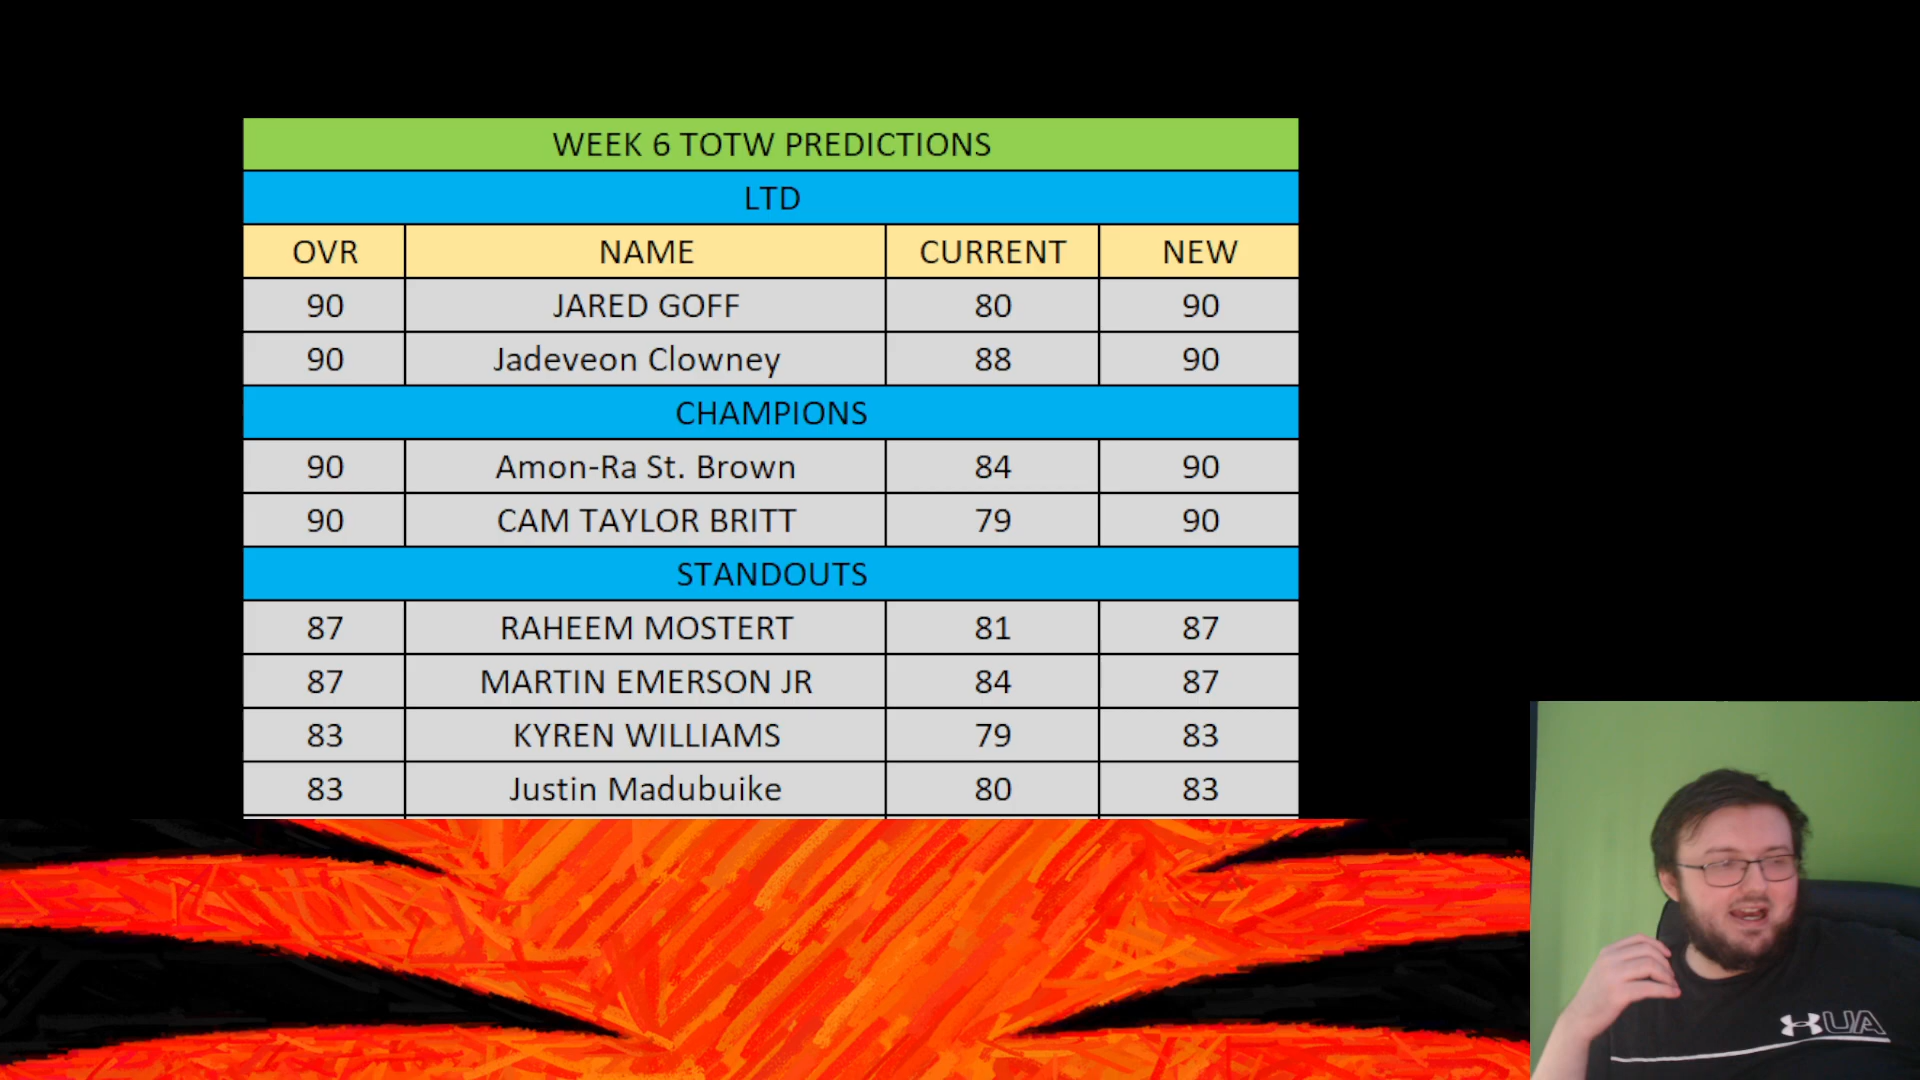 WEEK 6 TOTW PREDICTIONS
LTD
OVR NAME CURRENT NEW
90 JARED GOFF 80 90
90 Jadeveon Clowney 88 90
CHAMPIONS
90 Amon-Ra St. Brown 84 90
90 CAM TAYLOR BRITT 79 90
STANDOUTS
87 RAHEEM MOSTERT 81 87
87 MARTIN EMERSON JR 84 87
83 KYREN WILLIAMS 79 83
83 Justin Madubuike 80 83
UA